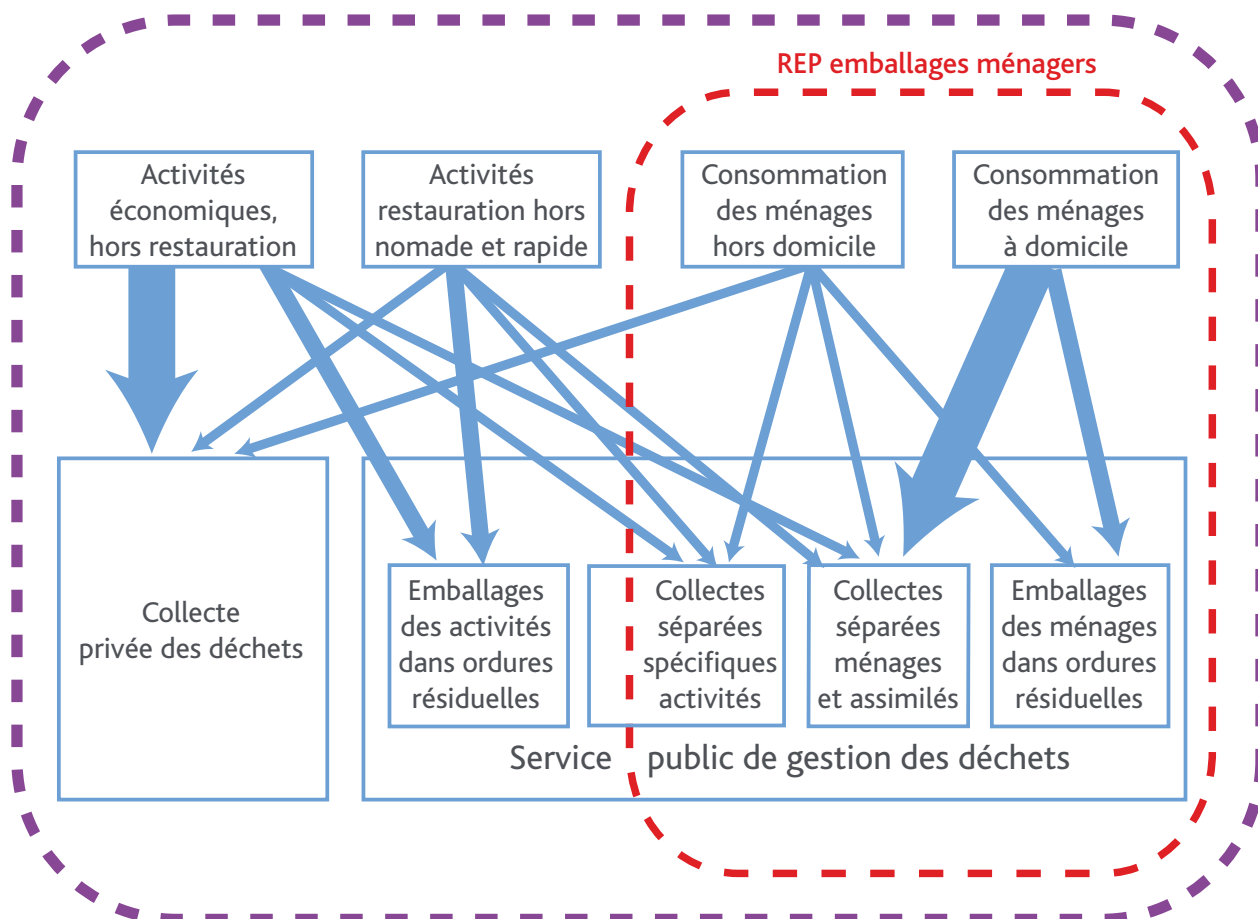 REP emballages ménagers
Activités
économiques,
hors restauration
Activités
restauration hors
nomade et rapide
Consommation
des ménages
hors domicile
Consommation
des ménages
à domicile
Collecte
privée des déchets
Emballages
des activités
dans ordures
résiduelles
Collectes
séparées
spécifiques
activités
Collectes
séparées
ménages
et assimilés
Emballages
des ménages
dans ordures
résiduelles
Service public de gestion des déchets